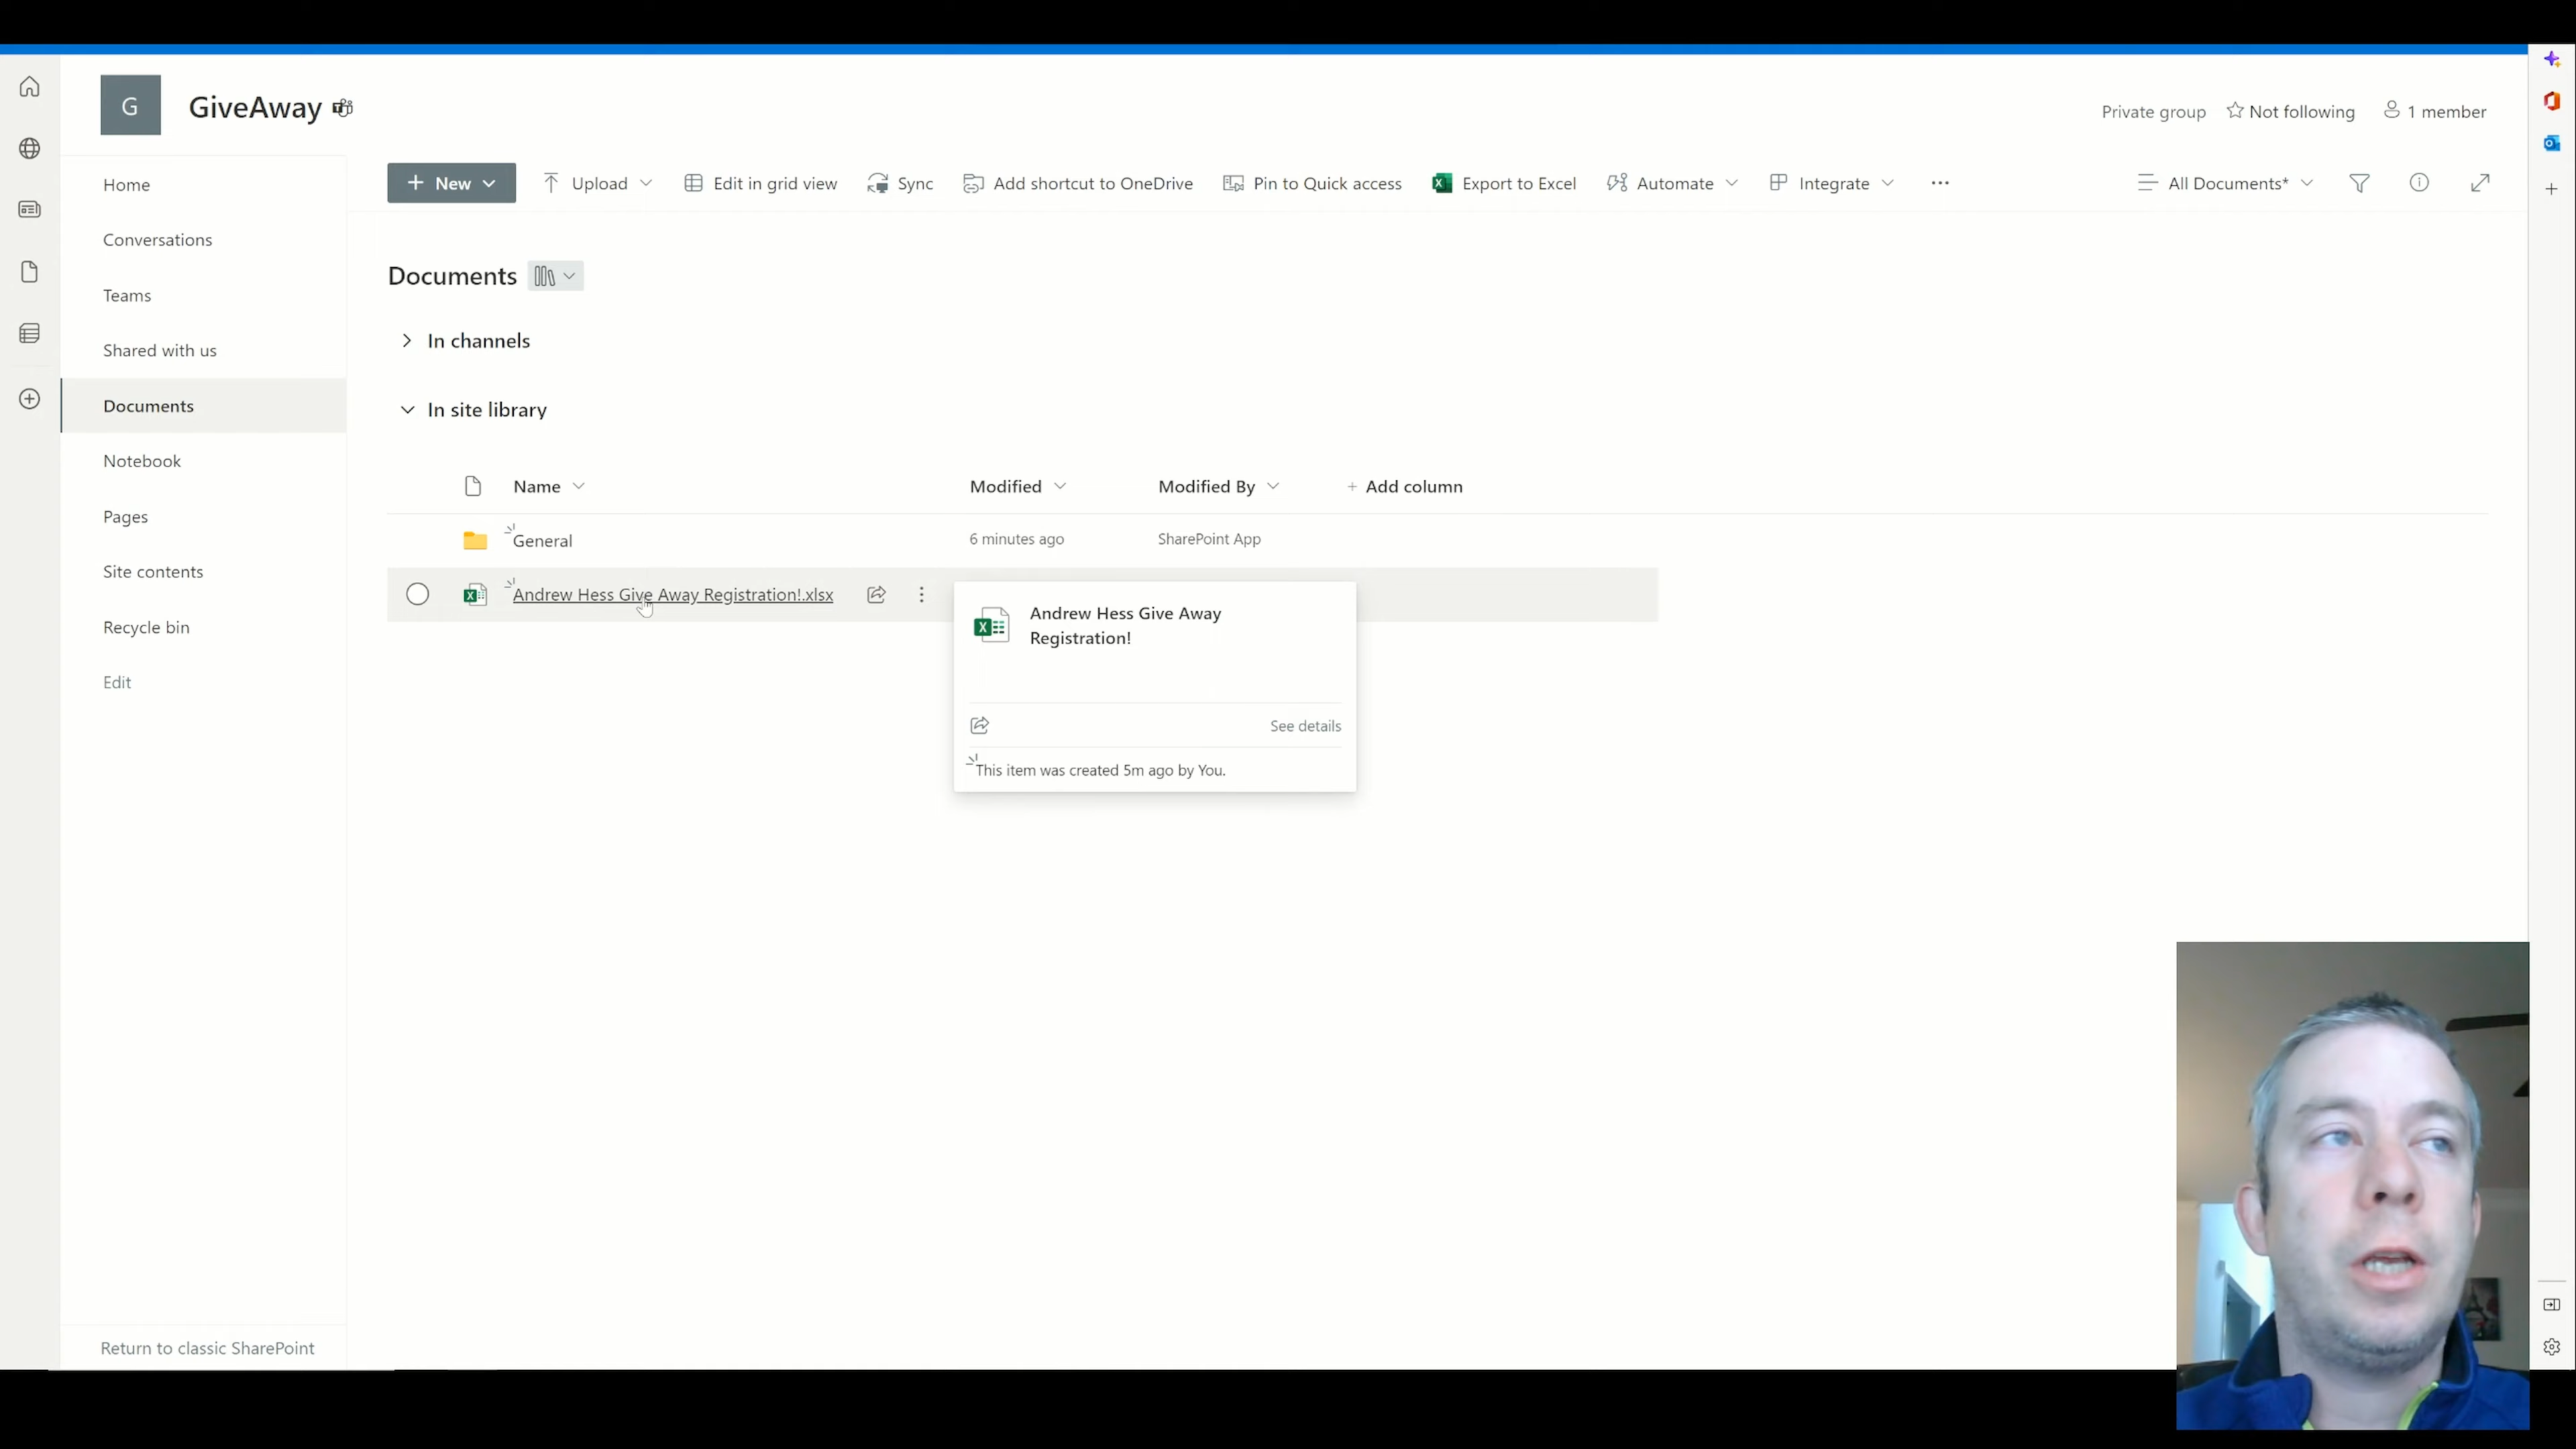 G
GiveAway
Private group
Not following
1 member
Home
Conversations
Teams
Shared with us
Documents
Notebook
Pages
Site contents
Recycle bin
Edit
Return to classic SharePoint
+ New
Upload
Edit in grid view
Sync
Add shortcut to OneDrive
Pin to Quick access
Export to Excel
Automate
Integrate
...
All Documents*
Documents
In channels
In site library
Name
Modified
Modified By
+ Add column
General
6 minutes ago
SharePoint App
Andrew Hess Give Away Registration!.xlsx
Andrew Hess Give Away
Registration!
See details
This item was created 5m ago by You.